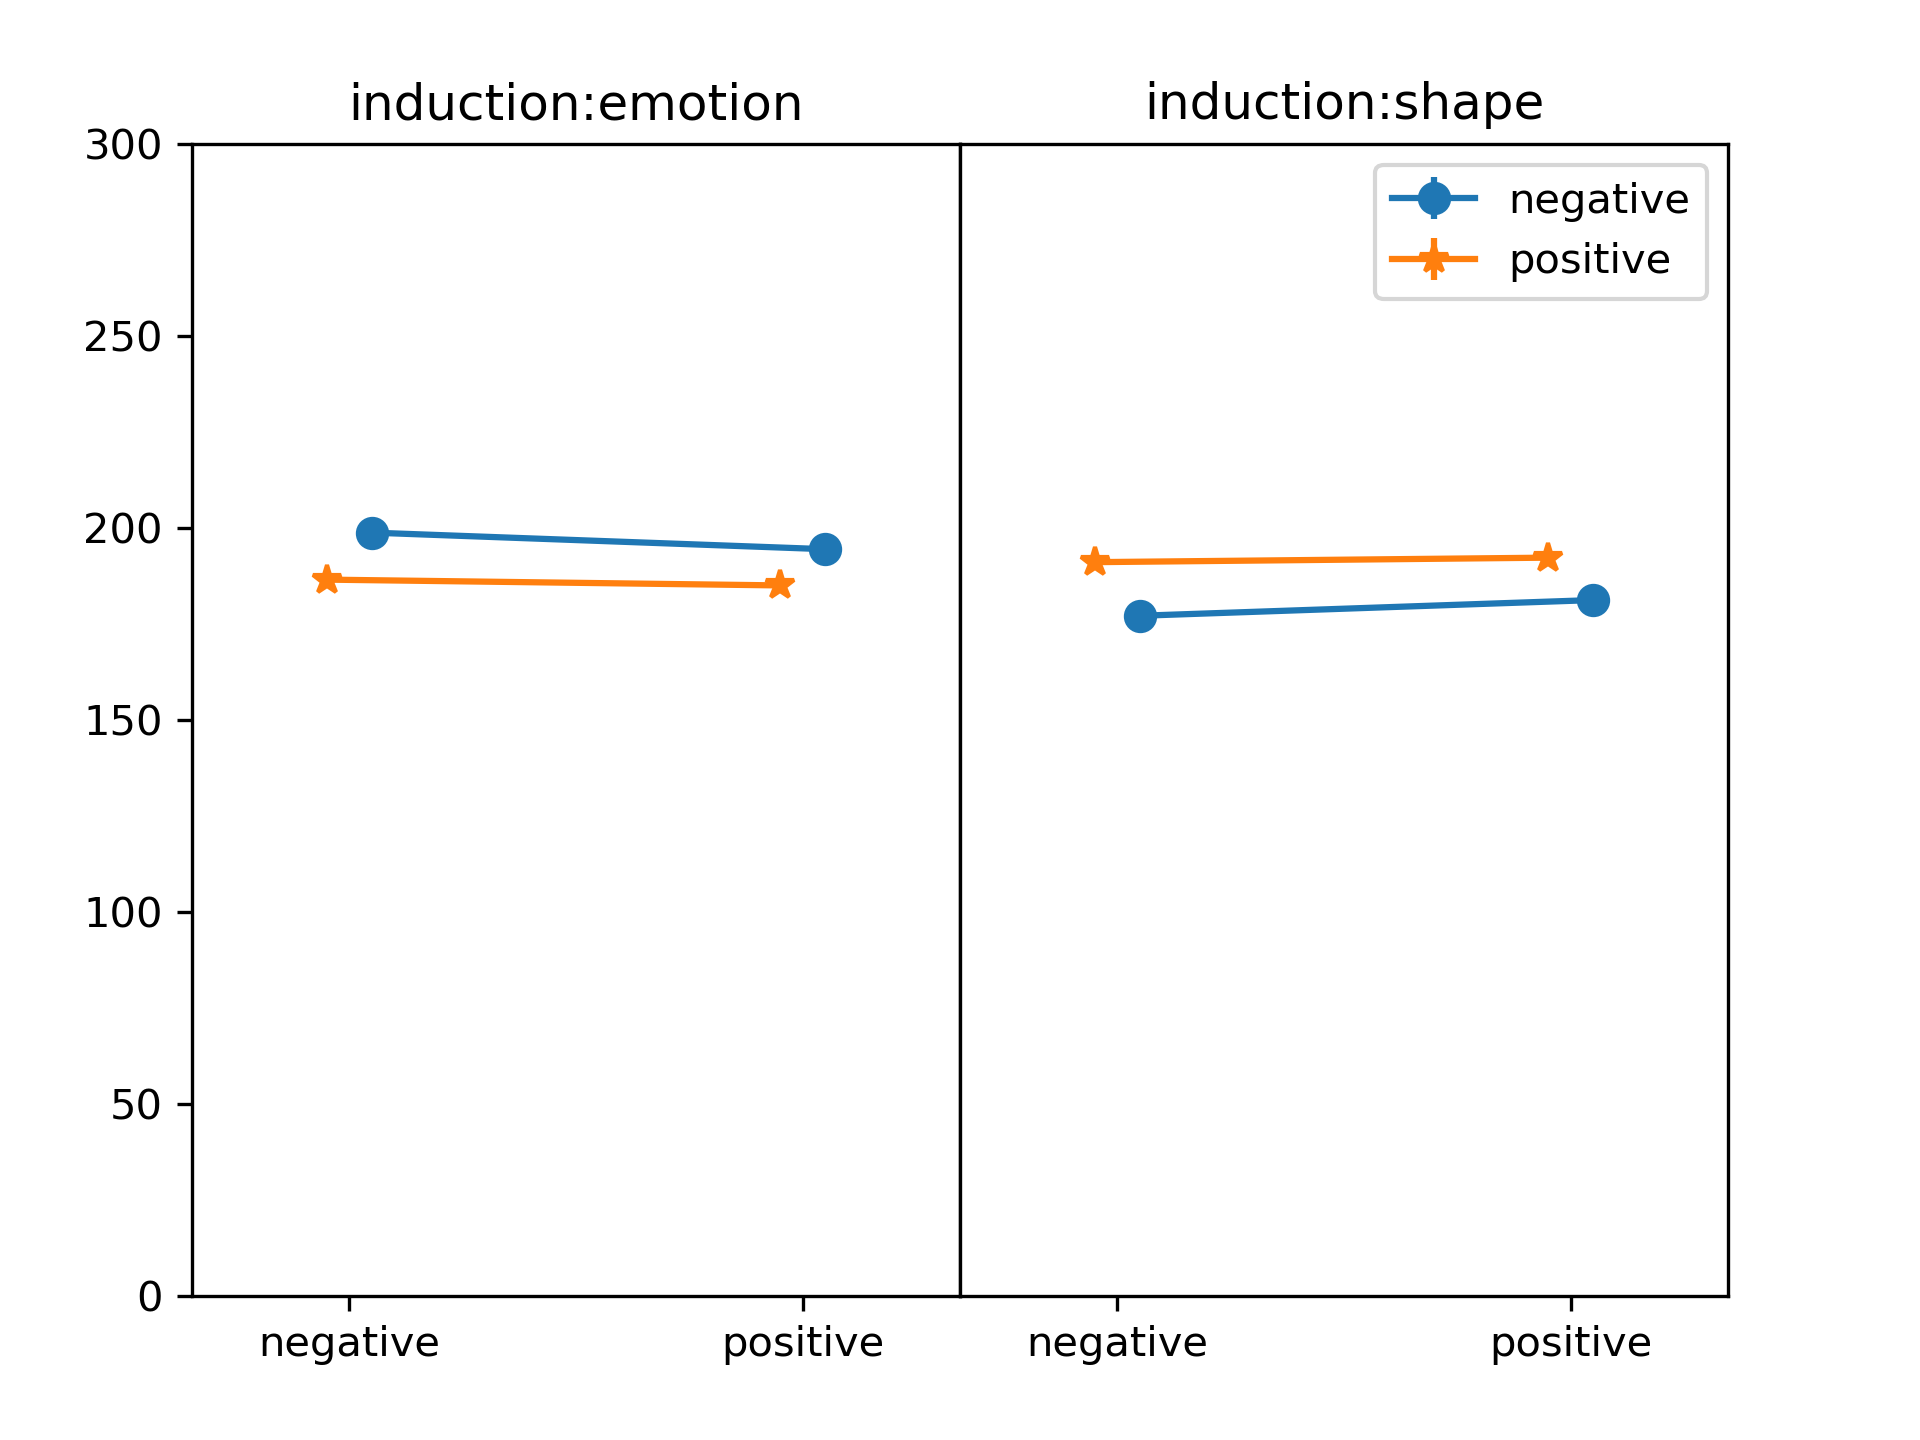 induction:emotion
induction:shape
300
250
200
150
100
50
0
negative
positive
negative
positive
negative
positive